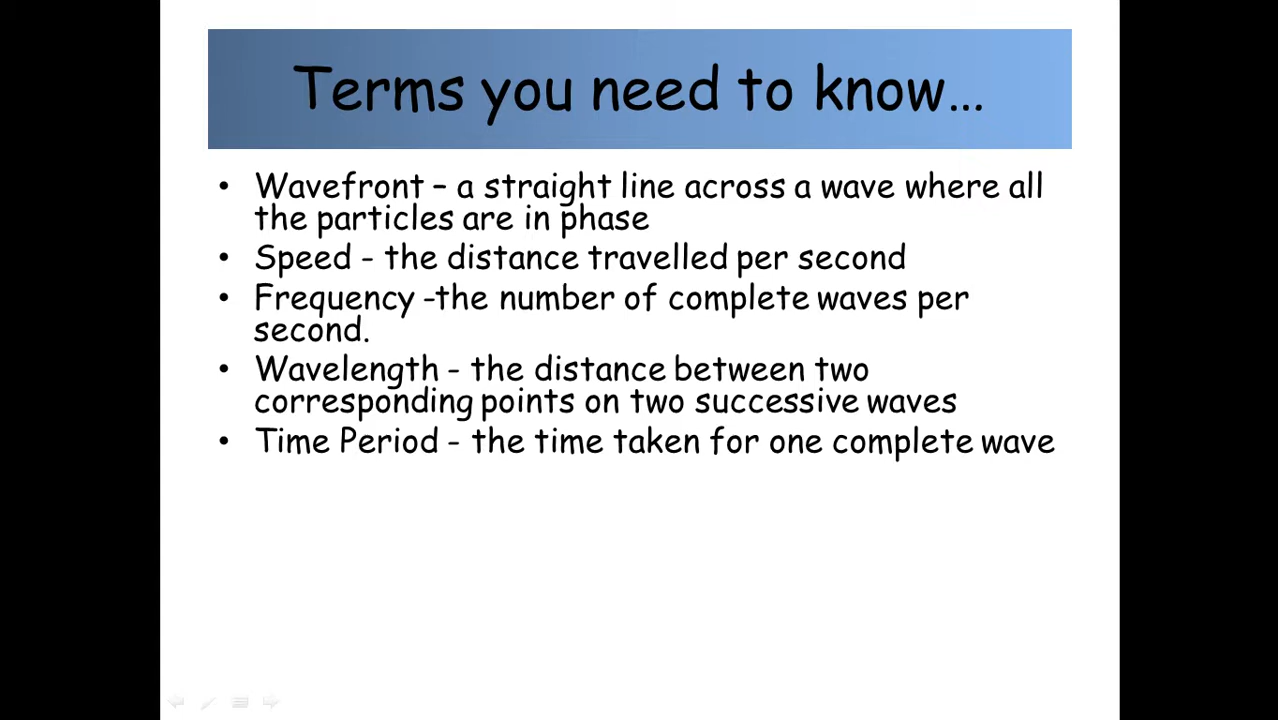 Terms you need to know...
• Wavefront – a straight line across a wave where all
the particles are in phase
• Speed - the distance travelled per second
• Frequency -the number of complete waves per
second.
• Wavelength - the distance between two
corresponding points on two successive waves
• Time Period - the time taken for one complete wave